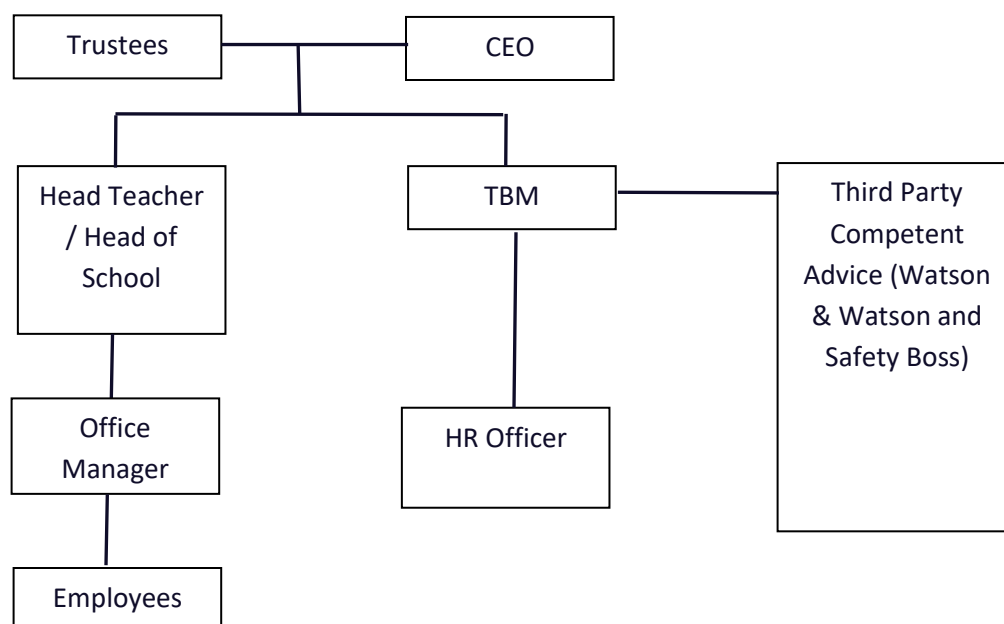 Trustees
CEO
Head Teacher
/ Head of
School
TBM
Third Party
Competent
Advice (Watson
& Watson and
Safety Boss)
Office
Manager
HR Officer
Employees